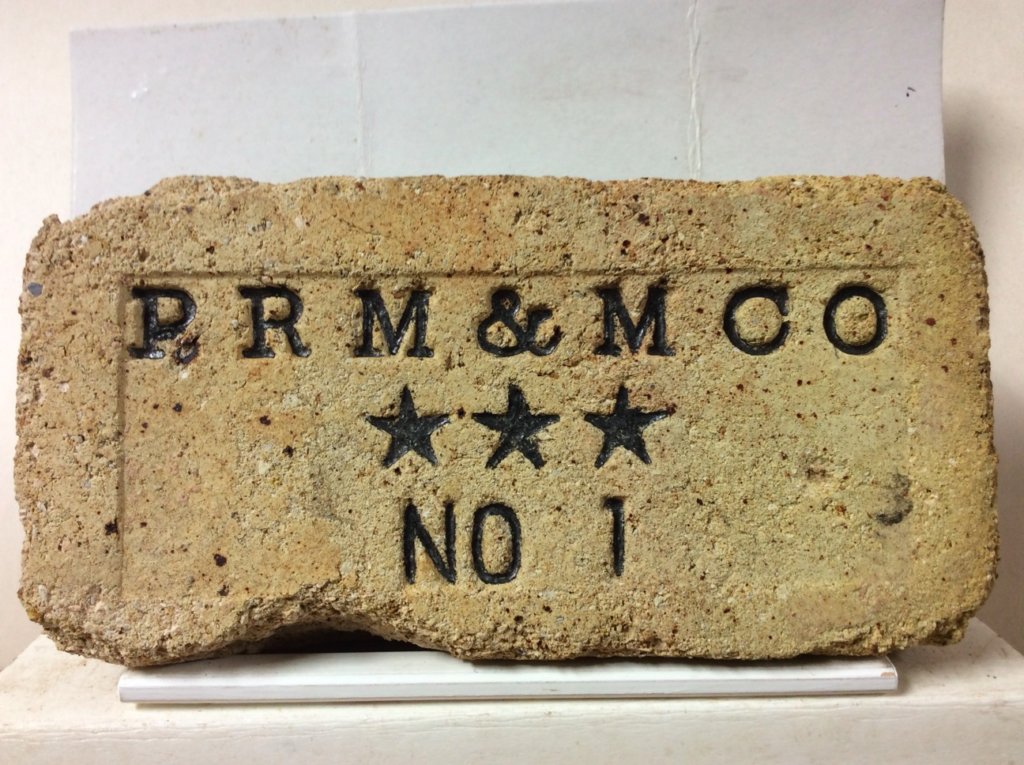 P. R M & M CO
★ ★ ★
NO 1